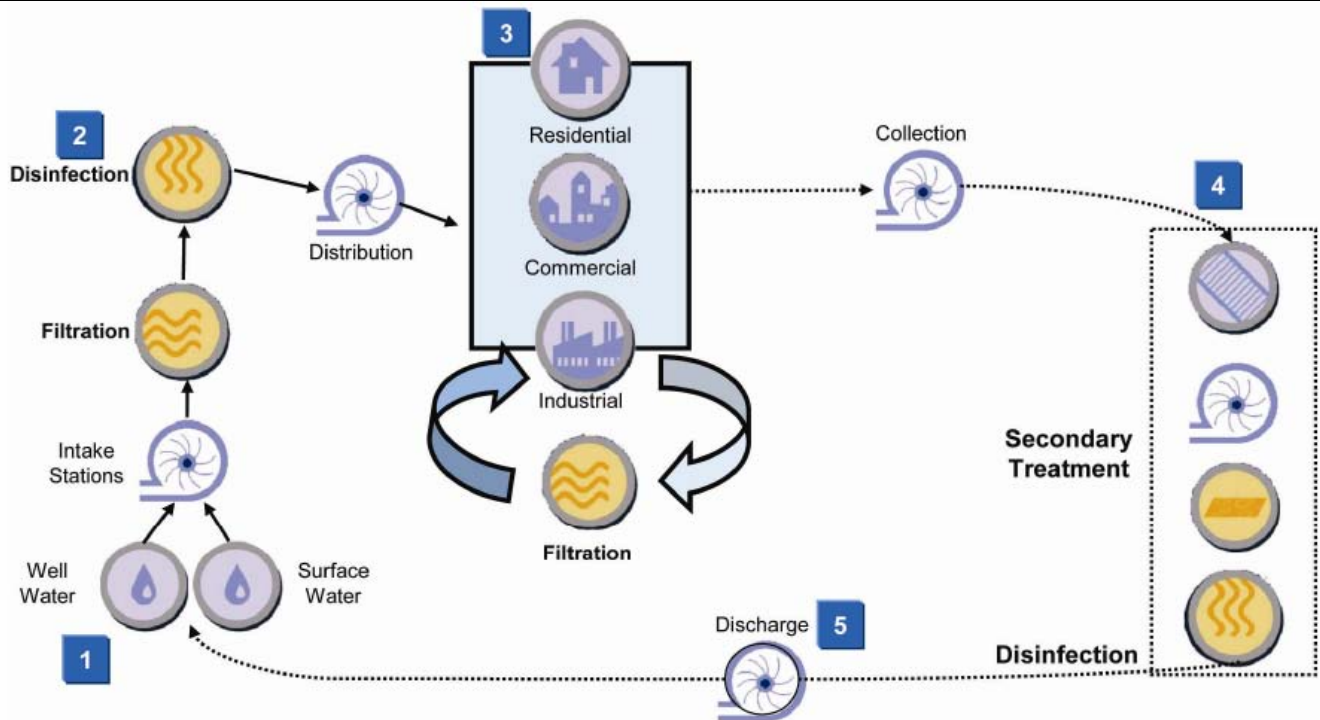 3
Residential
2
Disinfection
Collection
4
Distribution
Commercial
Filtration
Industrial
Intake
Stations
Secondary
Treatment
Filtration
Well
Water
Surface
Water
1
Discharge
5
Disinfection